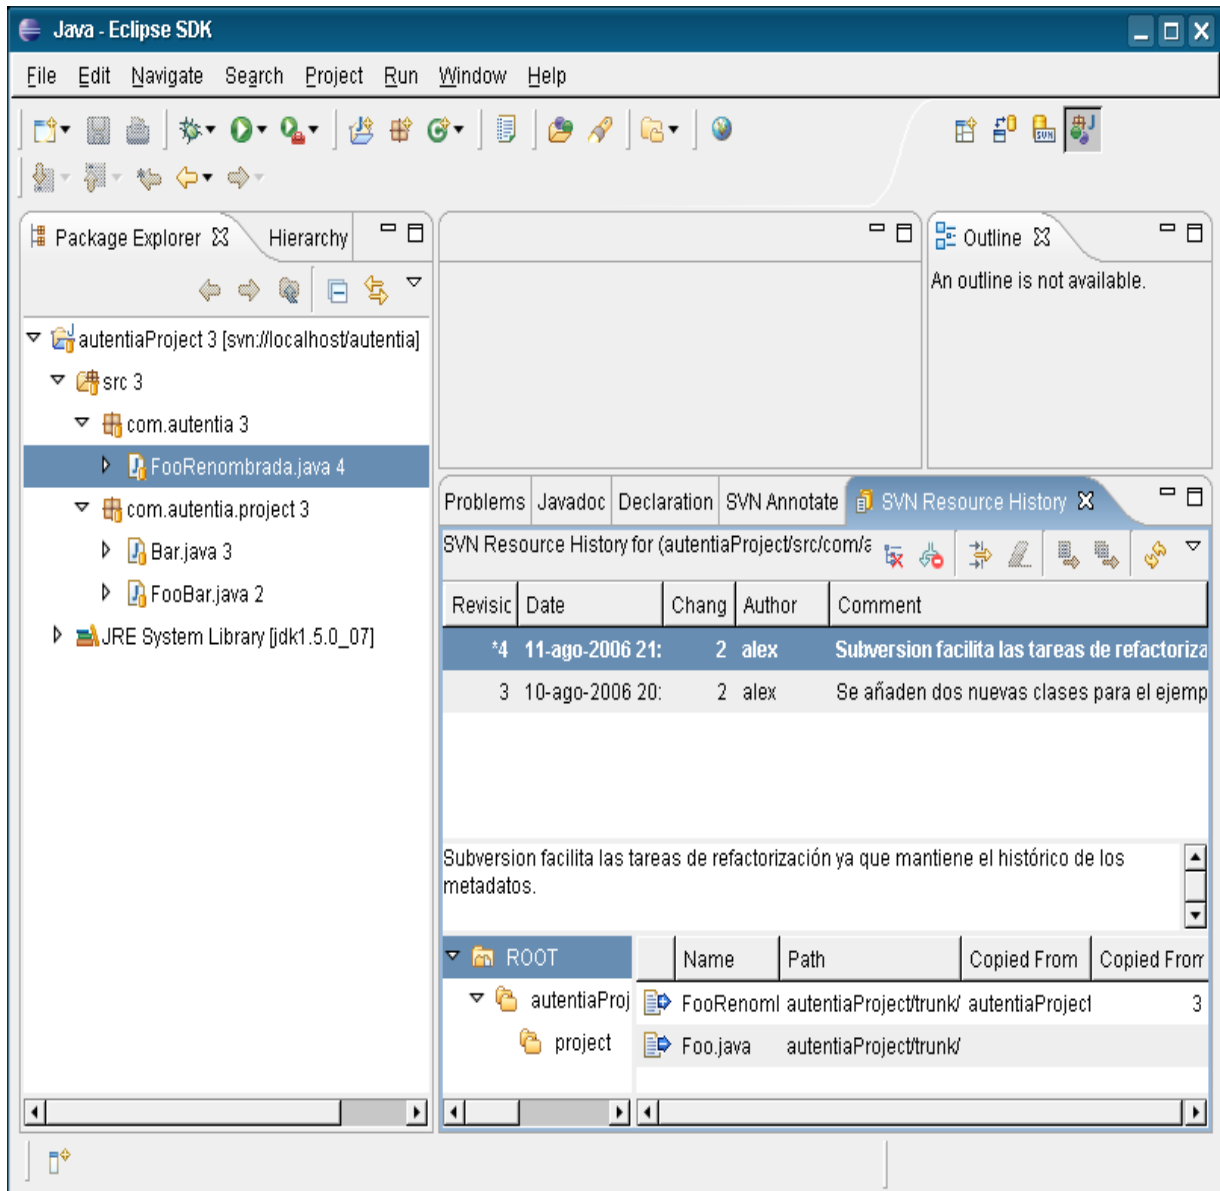 Java - Eclipse SDK
File Edit Navigate Search Project Run Window Help
Package Explorer Hierarchy
autentiaProject 3 [svn://localhost/autentia]
src 3
com.autentia 3
FooRenombrada.java 4
com.autentia.project 3
Bar.java 3
FooBar.java 2
JRE System Library [jdk1.5.0_07]
Outline
An outline is not available.
Problems Javadoc Declaration SVN Annotate SVN Resource History
SVN Resource History for (autentiaProject/src/com/a
Revisic Date Chang Author Comment
*4 11-ago-2006 21: 2 alex Subversion facilita las tareas de refactoriza
3 10-ago-2006 20: 2 alex Se añaden dos nuevas clases para el ejemp
Subversion facilita las tareas de refactorización ya que mantiene el histórico de los
metadatos.
ROOT
autentiaProj
project
Name Path Copied From Copied From
FooRenoml autentiaProject/trunk/ autentiaProject 3
Foo.java autentiaProject/trunk/